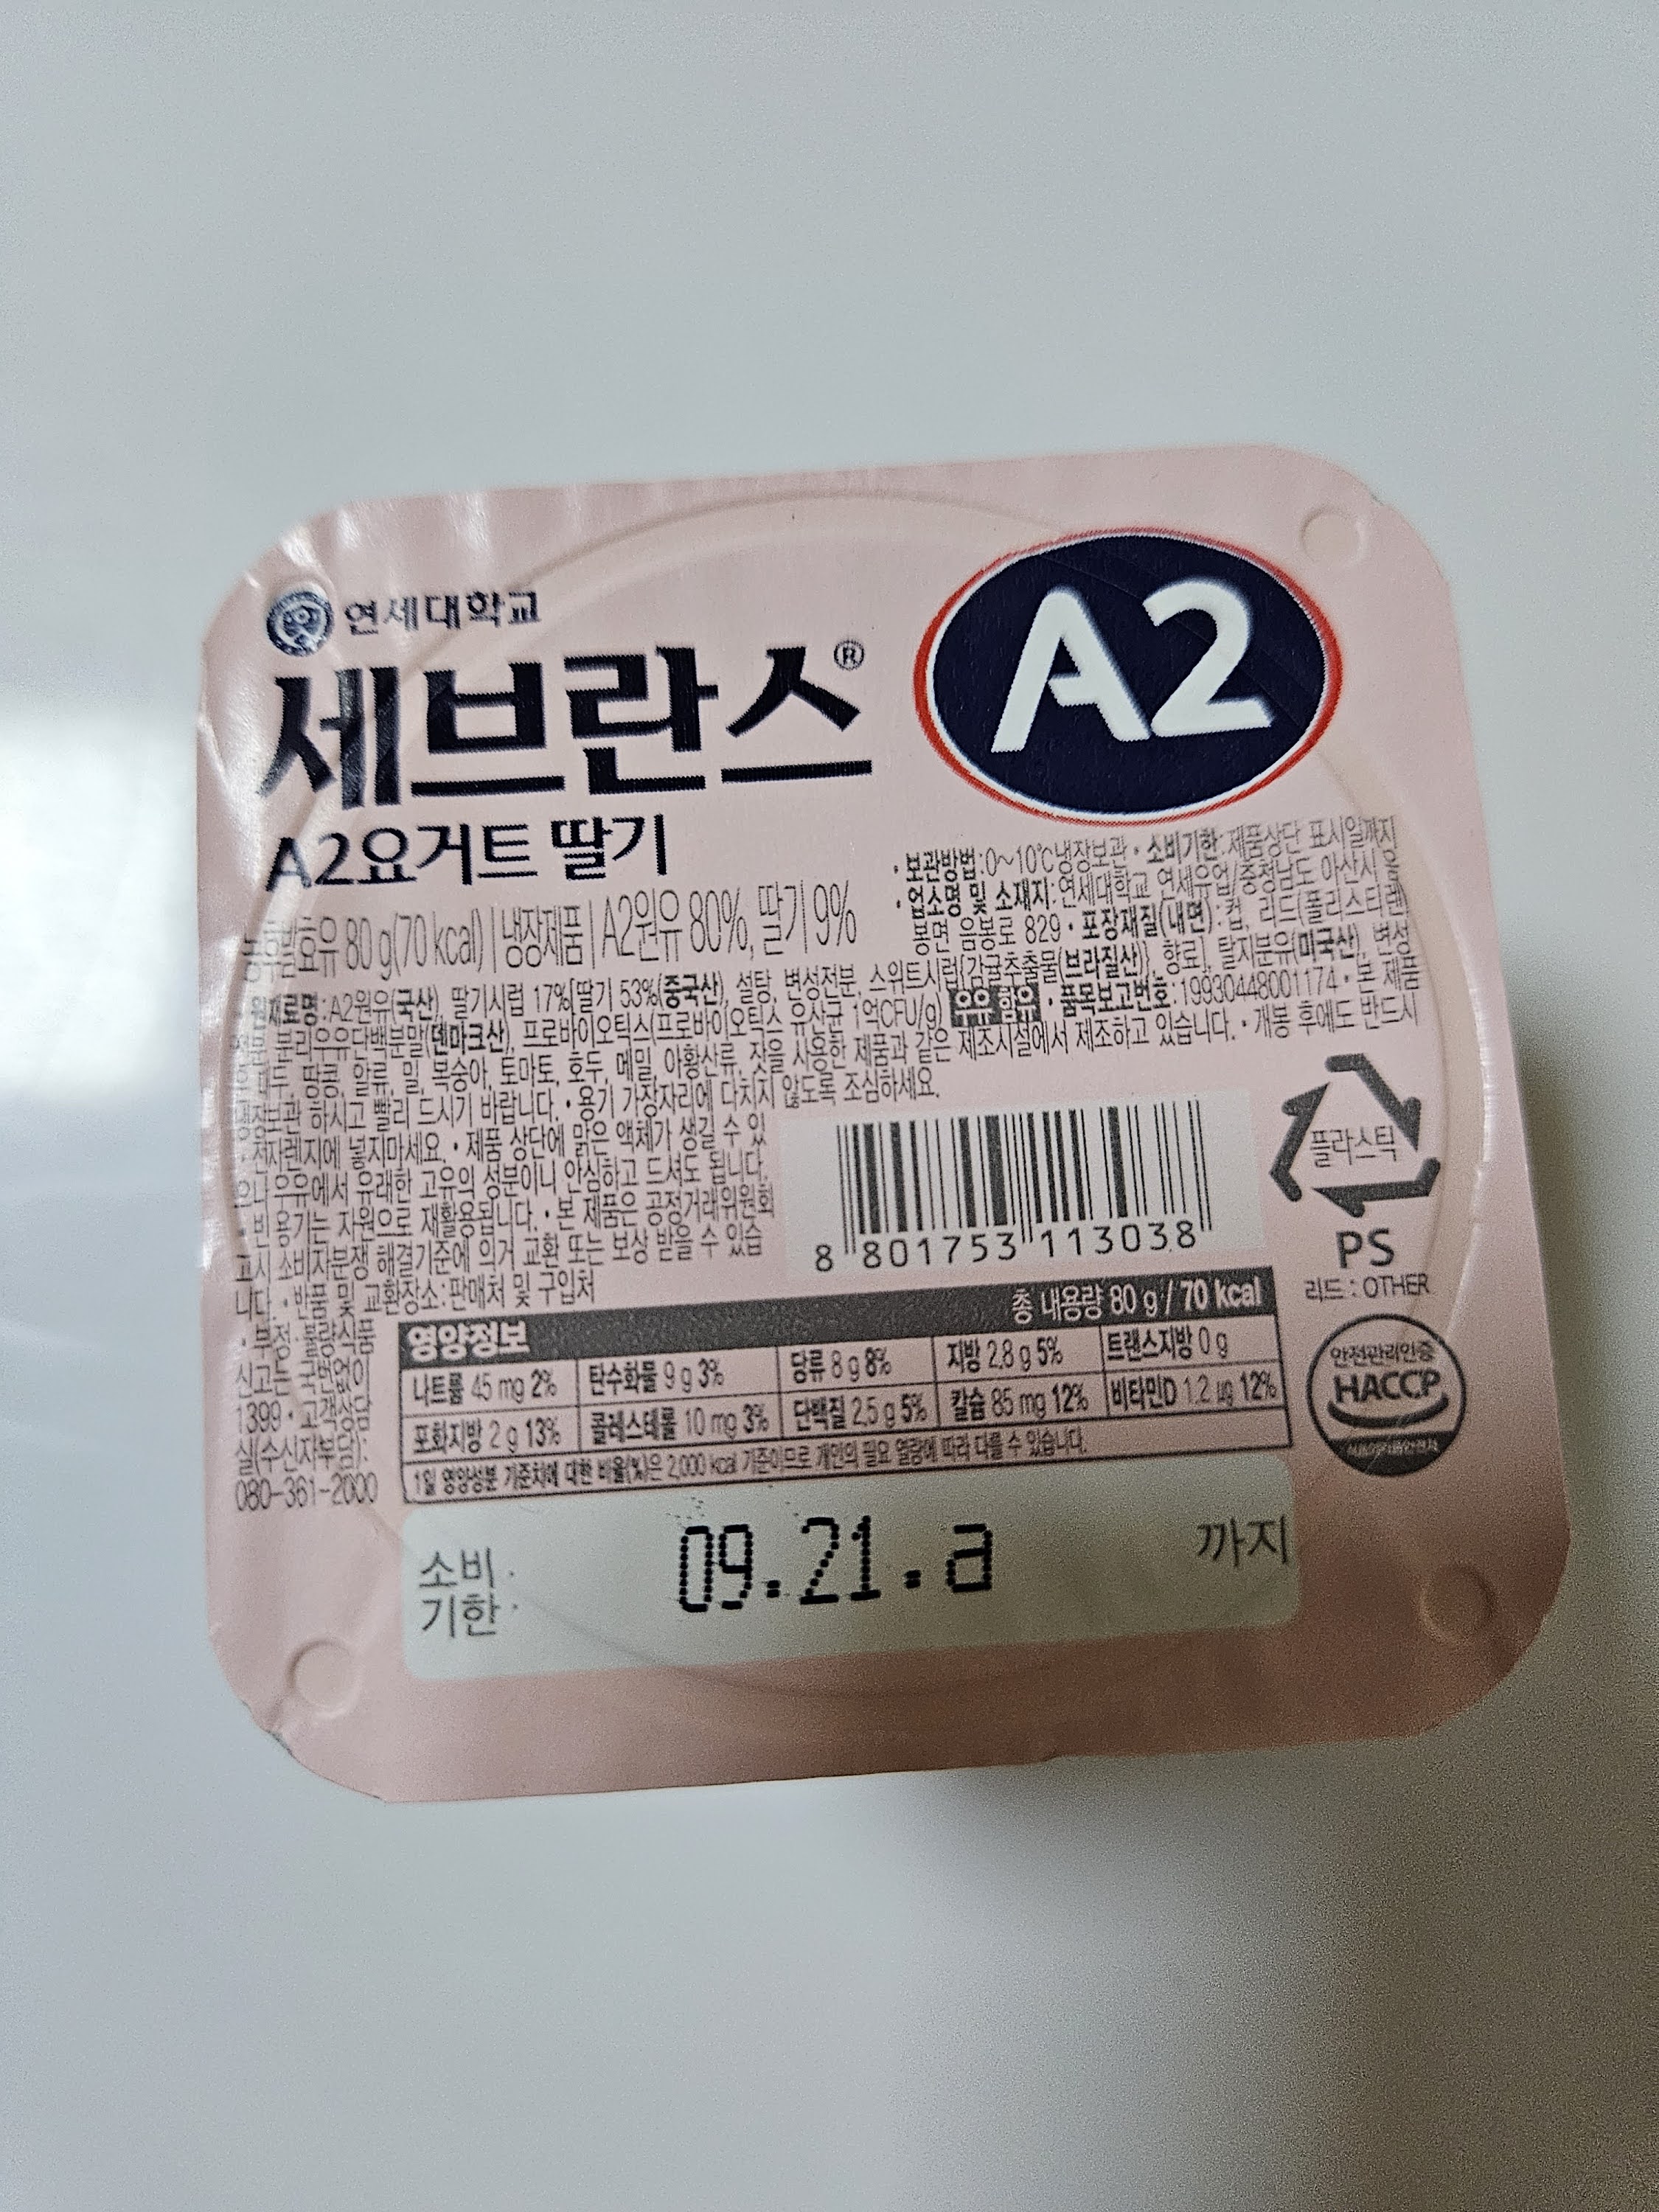 연세대학교
세브란스®
A2
A2요거트 딸기
농후발효유 80 g(70 kcal) | 냉장제품 | A2원유 80%, 딸기 9%
• 보관방법:0~10℃냉장보관 • 소비기한:제품상단 표시일까지
• 업소명 및 소재지:연세대학교 연세유업/충청남도 아산시 음
봉면 음봉로 829 • 포장재질(내면):컵, 리드(폴리스티렌)
원재료명:A2원유(국산), 딸기시럽 17%[딸기 53%(중국산), 설탕, 변성전분, 스위트시럽{감귤추출물(브라질산)}, 향료], 탈지분유(미국산), 변성
전분, 분리우유단백분말(덴마크산), 프로바이오틱스(프로바이오틱스 유산균 1억CFU/g) 우유 함유 • 품목보고번호:19930448001174 • 본 제품
은 대두, 땅콩, 알류, 밀, 복숭아, 토마토, 호두, 메밀, 아황산류, 잣을 사용한 제품과 같은 제조시설에서 제조하고 있습니다. • 개봉 후에도 반드시
냉장보관 하시고 빨리 드시기 바랍니다. • 용기 가장자리에 다치지 않도록 조심하세요.
• 전자렌지에 넣지마세요. • 제품 상단에 맑은 액체가 생길 수 있
으나 우유에서 유래한 고유의 성분이니 안심하고 드셔도 됩니다.
• 빈 용기는 자원으로 재활용됩니다. • 본 제품은 공정거래위원회
고시 소비자분쟁 해결기준에 의거 교환 또는 보상 받을 수 있습
니다. • 반품 및 교환장소:판매처 및 구입처
• 부정·불량식품
신고는 국번없이
1399 • 고객상담
실(수신자부담):
080-361-2000
8 801753 113038
플라스틱
PS
리드 : OTHER
영양정보 총 내용량 80 g / 70 kcal
나트륨 45 mg 2% 탄수화물 9 g 3% 당류 8 g 8% 지방 2.8 g 5% 트랜스지방 0 g
포화지방 2 g 13% 콜레스테롤 10 mg 3% 단백질 2.5 g 5% 칼슘 85 mg 12% 비타민D 1.2 µg 12%
1일 영양성분 기준치에 대한 비율(%)은 2,000 kcal 기준이므로 개인의 필요 열량에 따라 다를 수 있습니다.
안전관리인증
HACCP
식품의약품안전처
소비
기한
09.21.a
까지